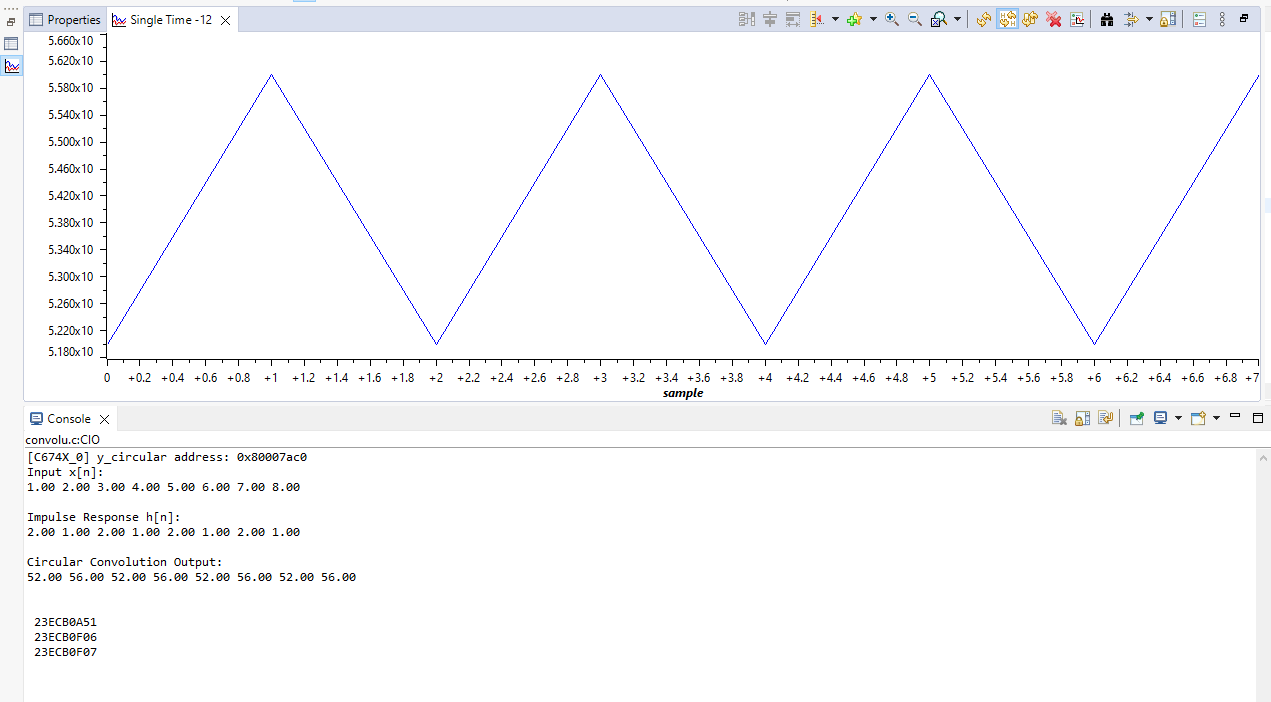 Properties Single Time -12
5.660x10
5.620x10
5.580x10
5.540x10
5.500x10
5.460x10
5.420x10
5.380x10
5.340x10
5.300x10
5.260x10
5.220x10
5.180x10
0 +0.2 +0.4 +0.6 +0.8 +1 +1.2 +1.4 +1.6 +1.8 +2 +2.2 +2.4 +2.6 +2.8 +3 +3.2 +3.4 +3.6 +3.8 +4 +4.2 +4.4 +4.6 +4.8 +5 +5.2 +5.4 +5.6 +5.8 +6 +6.2 +6.4 +6.6 +6.8 +7
sample
Console
convolu.c:CIO
[C674X_0] y_circular address: 0x80007ac0
Input x[n]:
1.00 2.00 3.00 4.00 5.00 6.00 7.00 8.00
Impulse Response h[n]:
2.00 1.00 2.00 1.00 2.00 1.00 2.00 1.00
Circular Convolution Output:
52.00 56.00 52.00 56.00 52.00 56.00 52.00 56.00
23ECB0A51
23ECB0F06
23ECB0F07